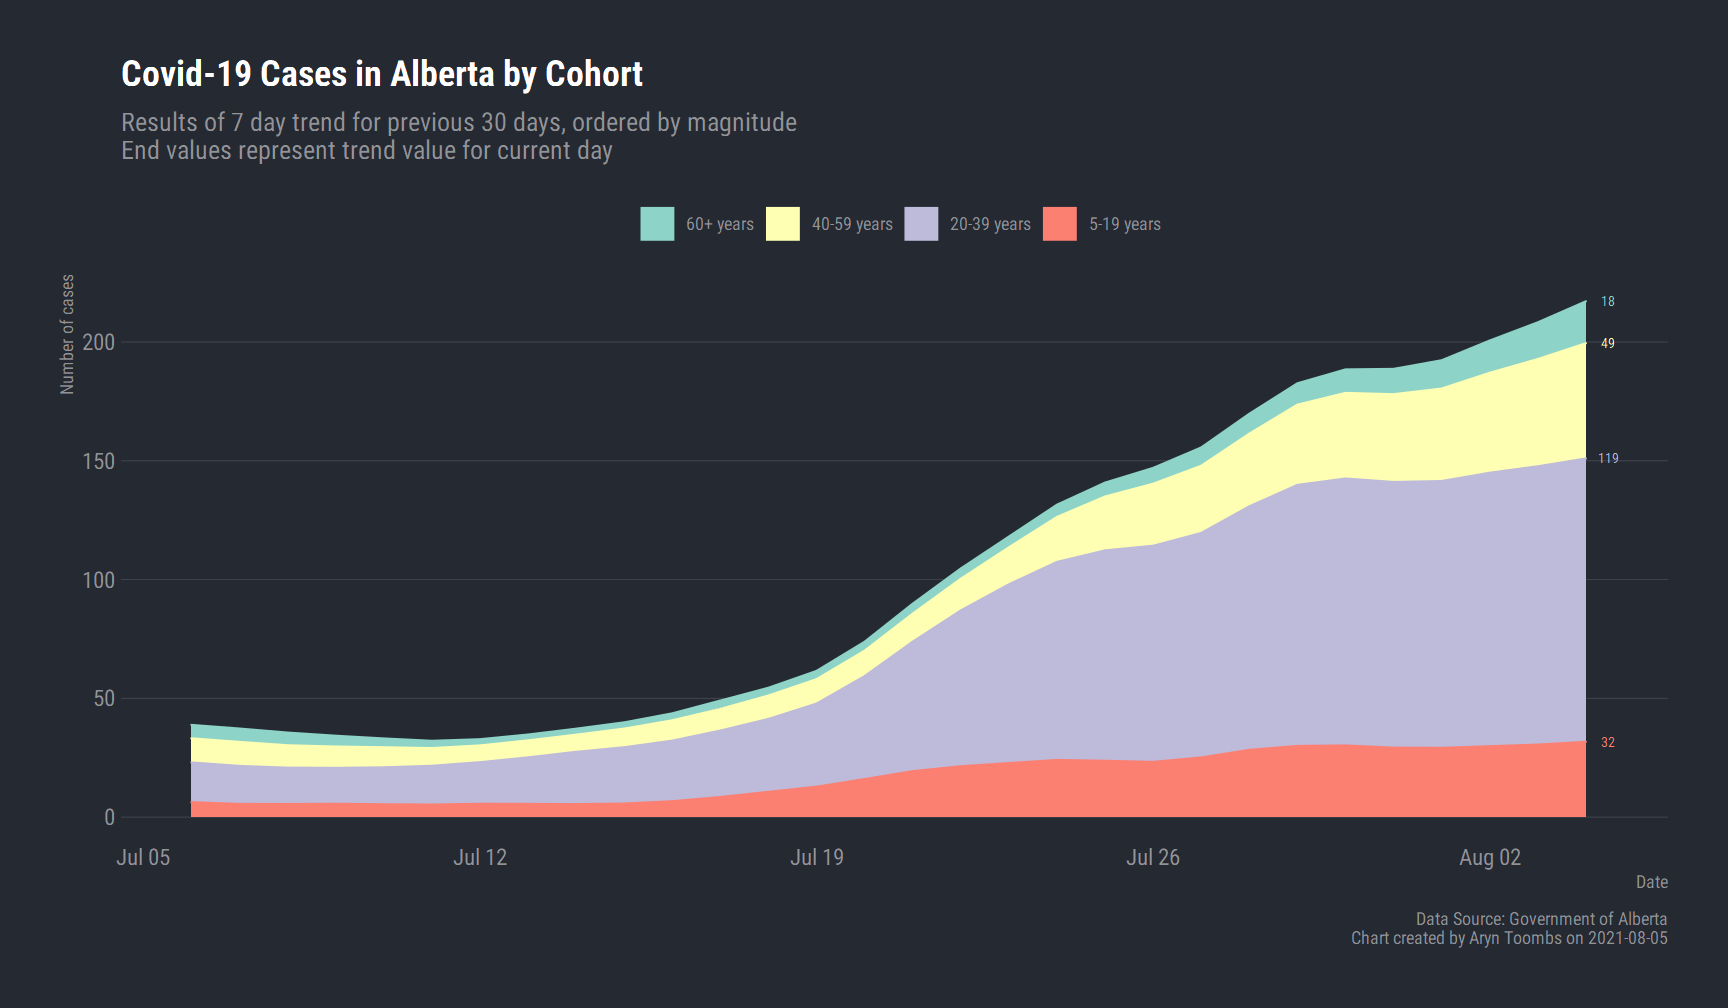 Covid-19 Cases in Alberta by Cohort
Results of 7 day trend for previous 30 days, ordered by magnitude
End values represent trend value for current day
60+ years 40-59 years 20-39 years 5-19 years
Number of cases
200
150
100
50
0
18
49
119
32
Jul 05 Jul 12 Jul 19 Jul 26 Aug 02
Date
Data Source: Government of Alberta
Chart created by Aryn Toombs on 2021-08-05